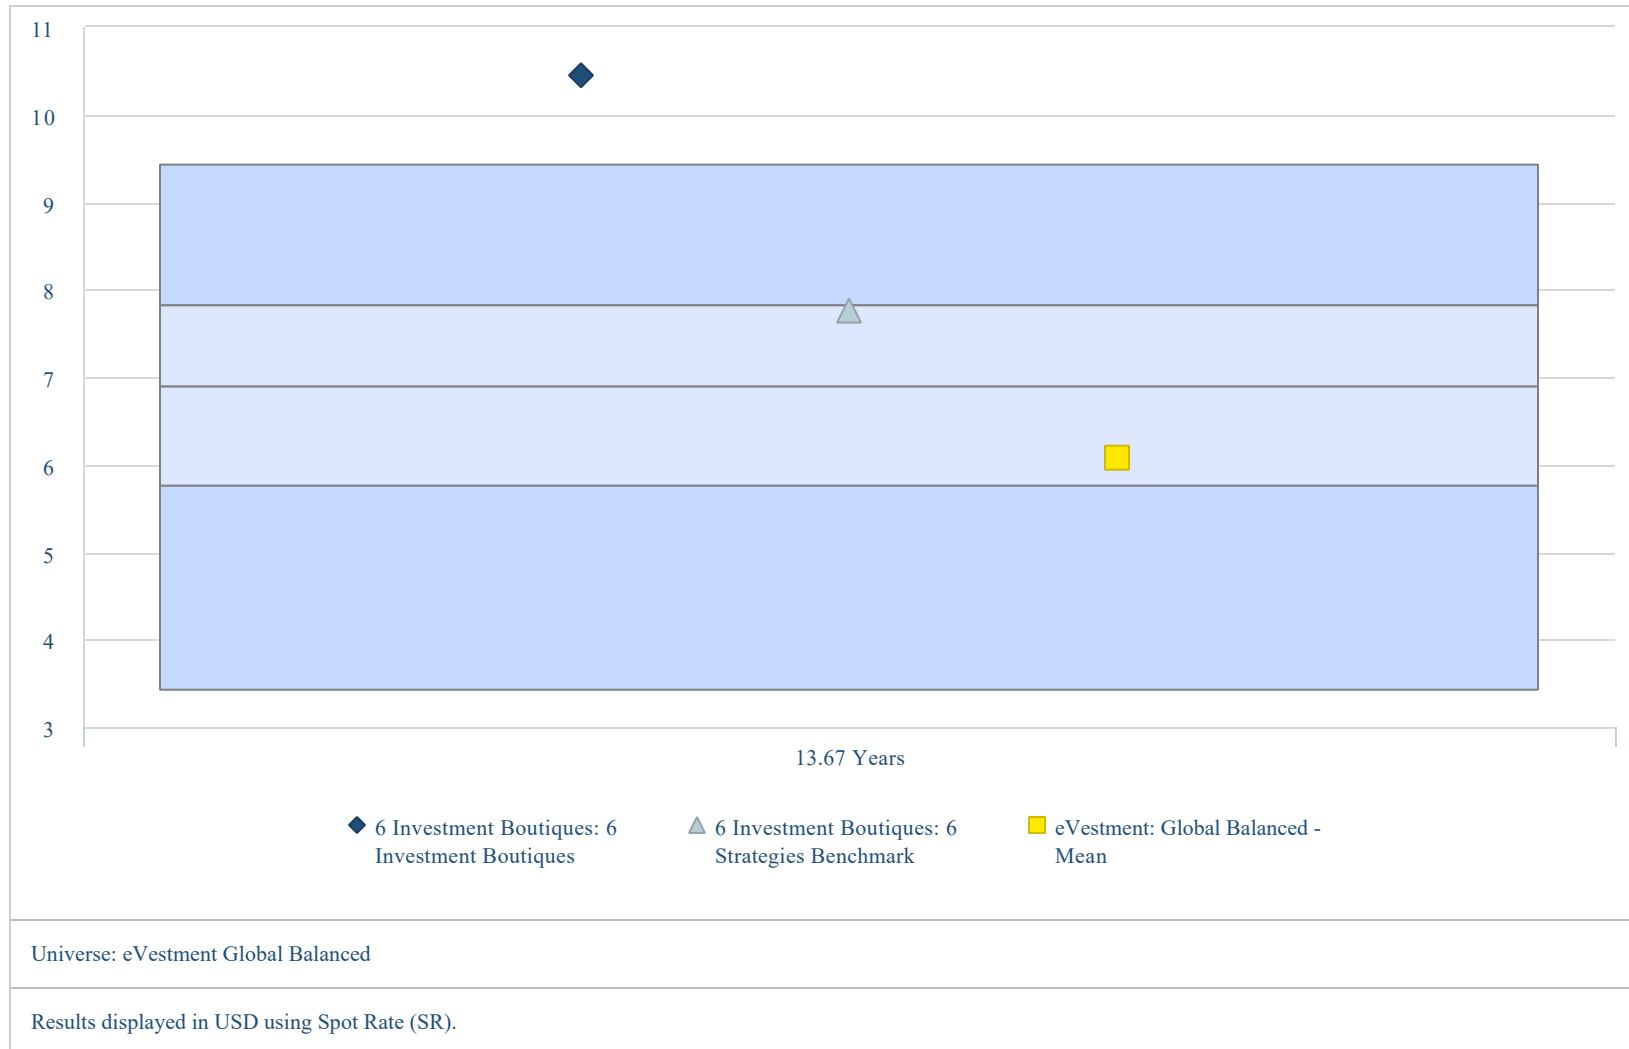 11
10
9
8
7
6
5
4
3
13.67 Years
6 Investment Boutiques: 6
Investment Boutiques
6 Investment Boutiques: 6
Strategies Benchmark
eVestment: Global Balanced -
Mean
Universe: eVestment Global Balanced
Results displayed in USD using Spot Rate (SR).